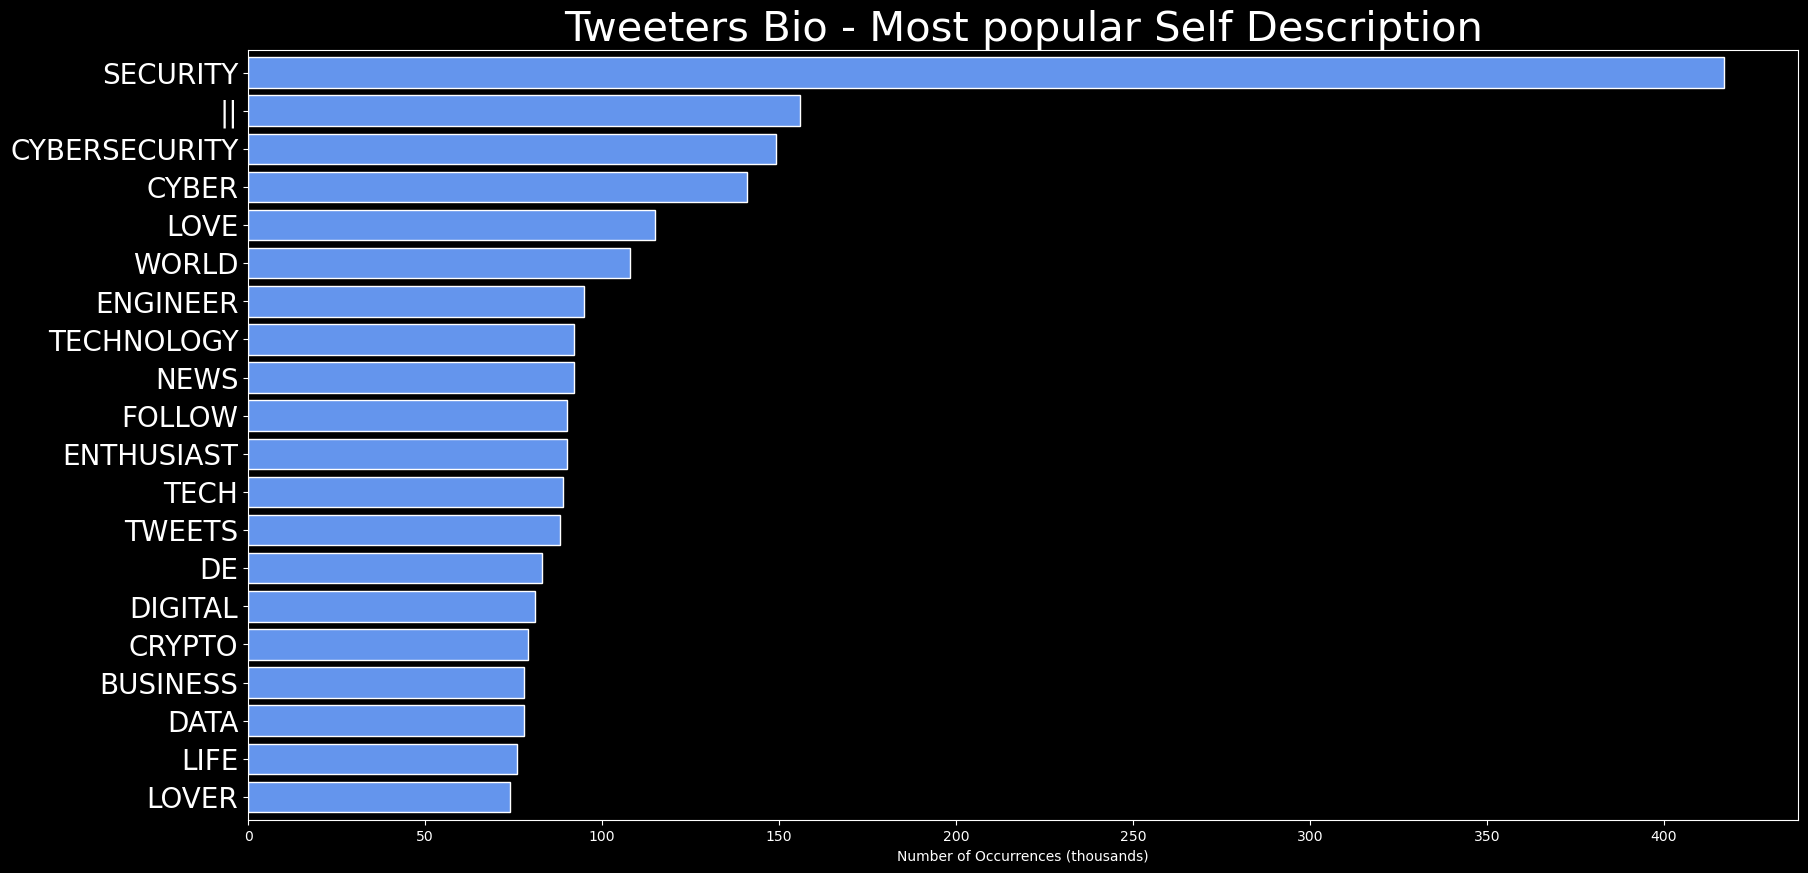 Tweeters Bio - Most popular Self Description
SECURITY
||
CYBERSECURITY
CYBER
LOVE
WORLD
ENGINEER
TECHNOLOGY
NEWS
FOLLOW
ENTHUSIAST
TECH
TWEETS
DE
DIGITAL
CRYPTO
BUSINESS
DATA
LIFE
LOVER
0 50 100 150 200 250 300 350 400
Number of Occurrences (thousands)